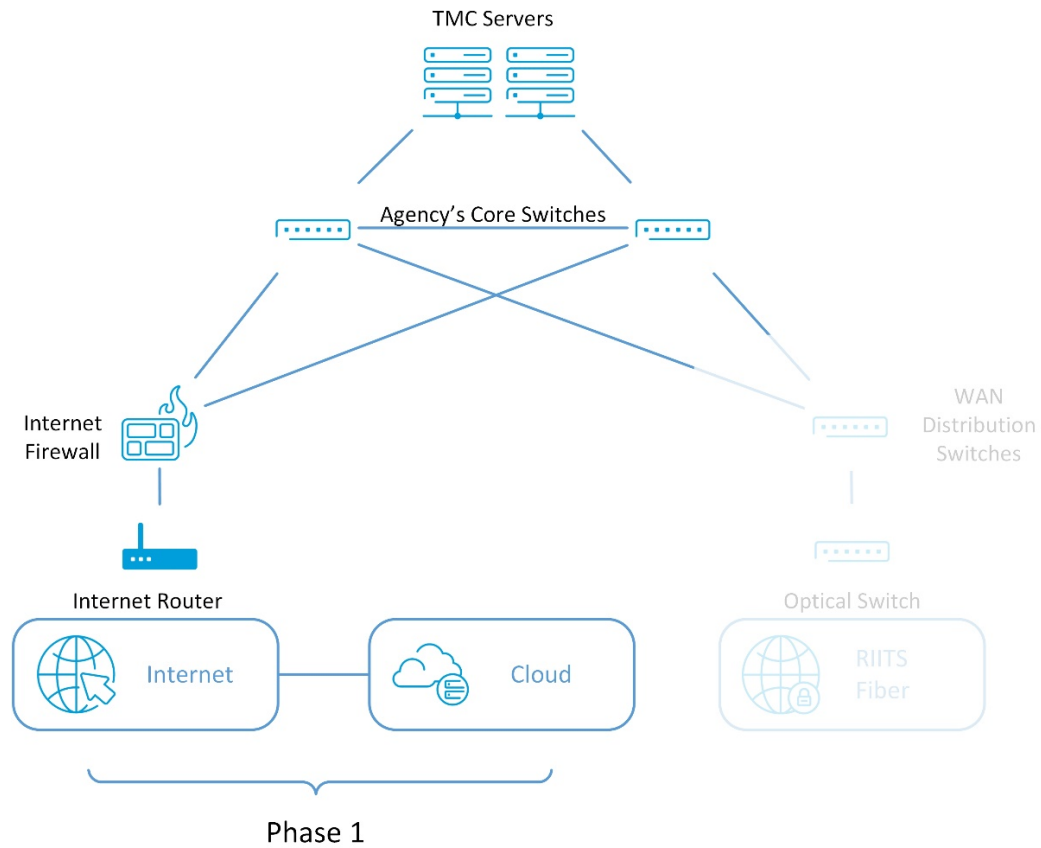 TMC Servers
Agency's Core Switches
Internet
Firewall
WAN
Distribution
Switches
Internet Router
Optical Switch
Internet
Cloud
RIITS
Fiber
Phase 1